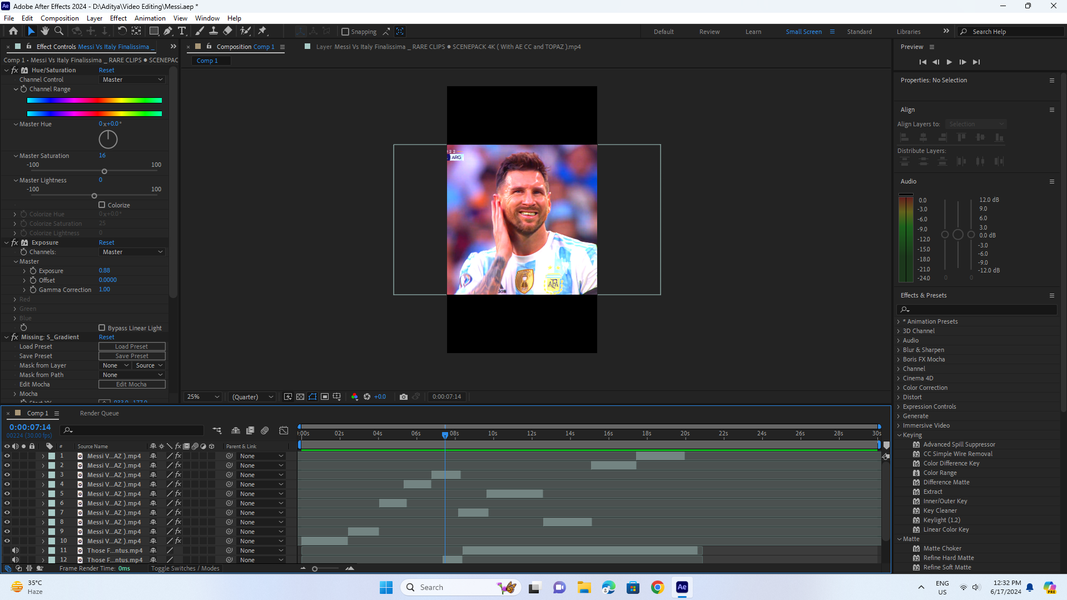 Adobe After Effects 2024 - D:\Aditya\Video Editing\Messi.aep *
File Edit Composition Layer Effect Animation View Window Help
Snapping
Default Review Learn Small Screen Standard Libraries Search Help
Effect Controls Messi Vs Italy Finalissima _
Composition Comp 1
Layer Messi Vs Italy Finalissima _ RARE CLIPS ● SCENEPACK 4K ( With AE CC and TOPAZ ).mp4
Comp 1 • Messi Vs Italy Finalissima _ RARE CLIPS ● SCENEPAC
Comp 1
fx Hue/Saturation Reset
Channel Control Master
Channel Range
Master Hue 0x+0.0°
Master Saturation 16
-100 100
Master Lightness 0
-100 100
Colorize
Colorize Hue 0x+0.0°
Colorize Saturation 25
Colorize Lightness 0
fx Exposure Reset
Channels: Master
Master
Exposure 0.88
Offset 0.0000
Gamma Correction 1.00
Red
Green
Blue
Bypass Linear Light
fx Missing: S_Gradient Reset
Load Preset Load Preset
Save Preset Save Preset
Mask from Layer None Source
Mask from Path None
Edit Mocha Edit Mocha
Mocha
ARG
25% (Quarter) +0.0 0:00:07:14
Preview
Properties: No Selection
Align
Align Layers to: Selection
Distribute Layers:
Audio
0.0
-3.0
-6.0
-9.0
-12.0
-15.0
-18.0
-21.0
-24.0
12.0 dB
9.0
6.0
3.0
0.0 dB
-3.0
-6.0
-9.0
-12.0 dB
Effects & Presets
* Animation Presets
3D Channel
Audio
Blur & Sharpen
Boris FX Mocha
Channel
Cinema 4D
Color Correction
Distort
Expression Controls
Generate
Immersive Video
Keying
Advanced Spill Suppressor
CC Simple Wire Removal
Color Difference Key
Color Range
Difference Matte
Extract
Inner/Outer Key
Key Cleaner
Keylight (1.2)
Linear Color Key
Matte
Matte Choker
Refine Hard Matte
Refine Soft Matte
Comp 1 Render Queue
0:00:07:14
# Source Name Parent & Link
:00s 02s 04s 06s 08s 10s 12s 14s 16s 18s 20s 22s 24s 26s 28s 30s
1 Messi V...AZ ).mp4 None
2 Messi V...AZ ).mp4 None
3 Messi V...AZ ).mp4 None
4 Messi V...AZ ).mp4 None
5 Messi V...AZ ).mp4 None
6 Messi V...AZ ).mp4 None
7 Messi V...AZ ).mp4 None
8 Messi V...AZ ).mp4 None
9 Messi V...AZ ).mp4 None
10 Messi V...AZ ).mp4 None
11 Those F...ntus.mp4 None
12 Those F...ntus.mp4 None
Frame Render Time: 0ms Toggle Switches / Modes
35°C
Haze
Search
ENG
US
12:32 PM
6/17/2024